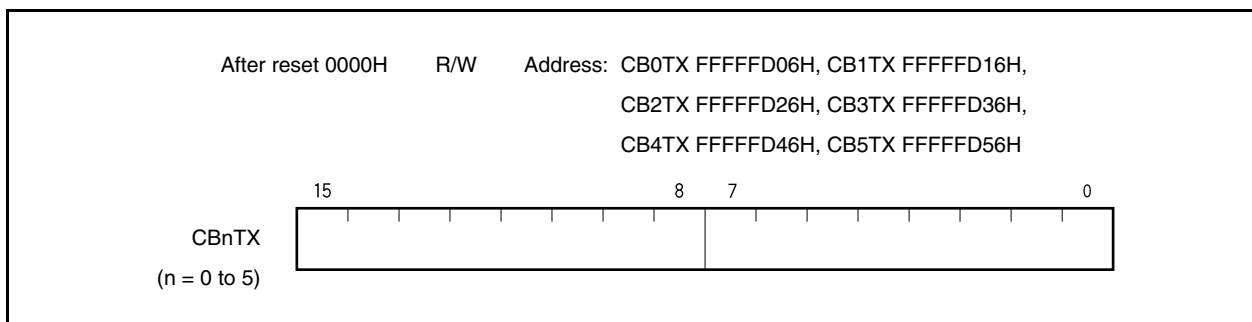 After reset 0000H R/W Address: CB0TX FFFFFD06H, CB1TX FFFFFD16H,
CB2TX FFFFFD26H, CB3TX FFFFFD36H,
CB4TX FFFFFD46H, CB5TX FFFFFD56H
15 8 7 0
CBnTX
(n = 0 to 5)